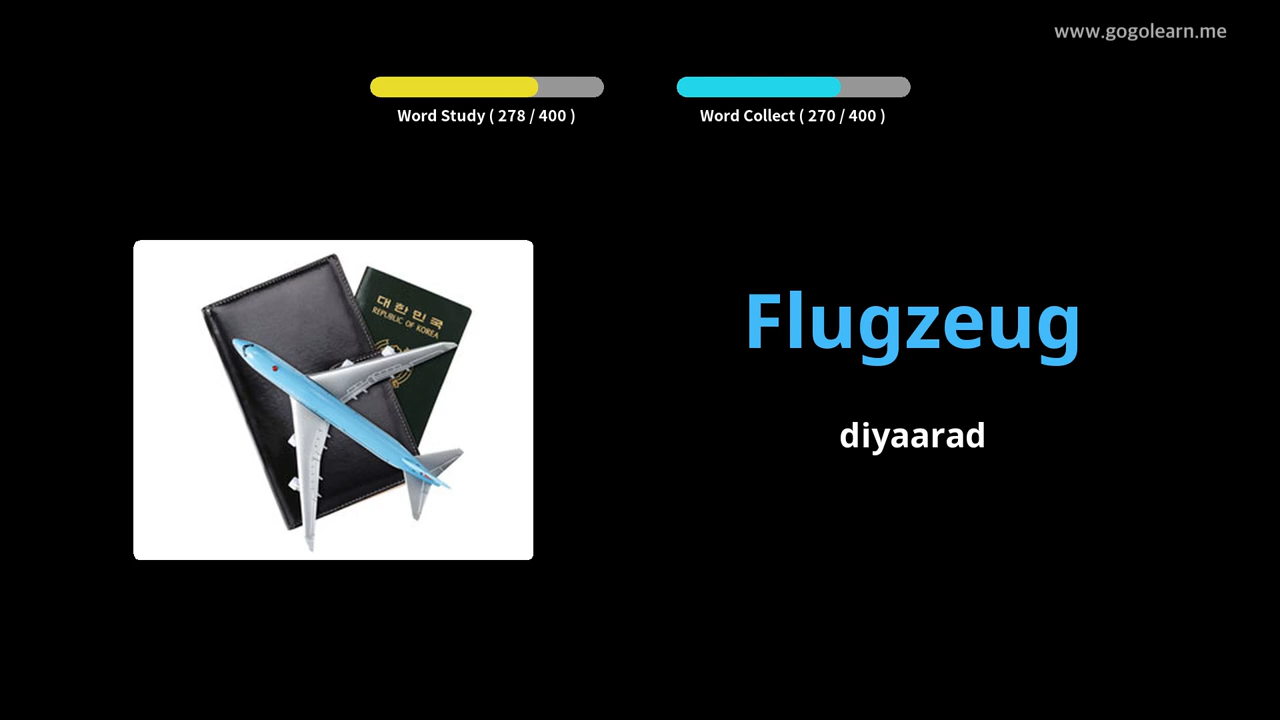 www.gogolearn.me
Word Study ( 278 / 400 )
Word Collect ( 270 / 400 )
대한민국
REPUBLIC OF KOREA
Flugzeug
diyaarad